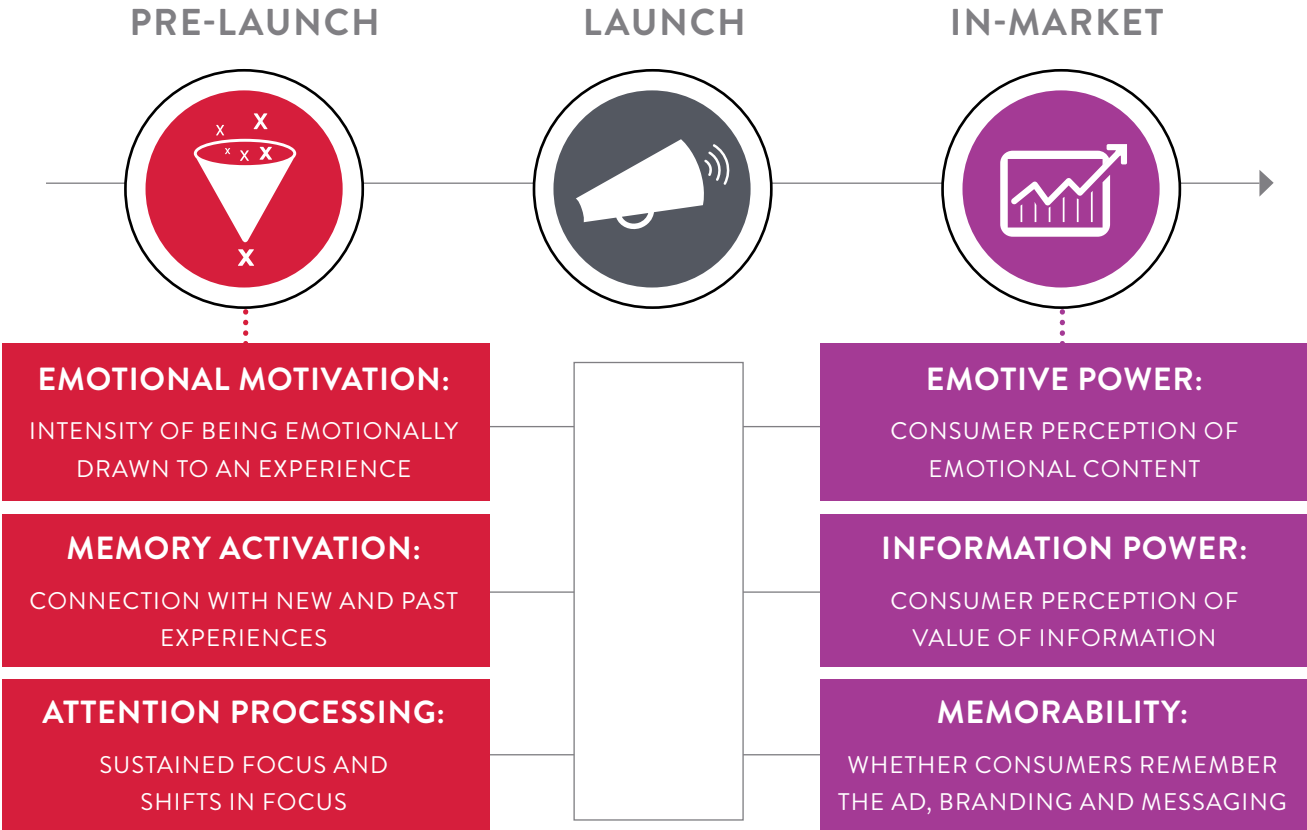 PRE-LAUNCH
LAUNCH
IN-MARKET
X
X
X
X
X
X
EMOTIONAL MOTIVATION:
INTENSITY OF BEING EMOTIONALLY
DRAWN TO AN EXPERIENCE
EMOTIVE POWER:
CONSUMER PERCEPTION OF
EMOTIONAL CONTENT
MEMORY ACTIVATION:
CONNECTION WITH NEW AND PAST
EXPERIENCES
INFORMATION POWER:
CONSUMER PERCEPTION OF
VALUE OF INFORMATION
ATTENTION PROCESSING:
SUSTAINED FOCUS AND
SHIFTS IN FOCUS
MEMORABILITY:
WHETHER CONSUMERS REMEMBER
THE AD, BRANDING AND MESSAGING